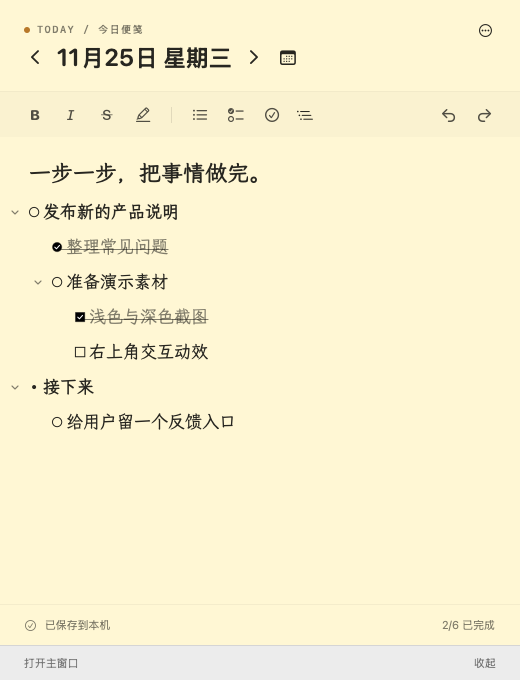 TODAY / 今日便笺
11月25日 星期三
B I S
一步一步，把事情做完。
发布新的产品说明
整理常见问题
准备演示素材
浅色与深色截图
右上角交互动效
接下来
给用户留一个反馈入口
已保存到本机 2/6 已完成
打开主窗口 收起